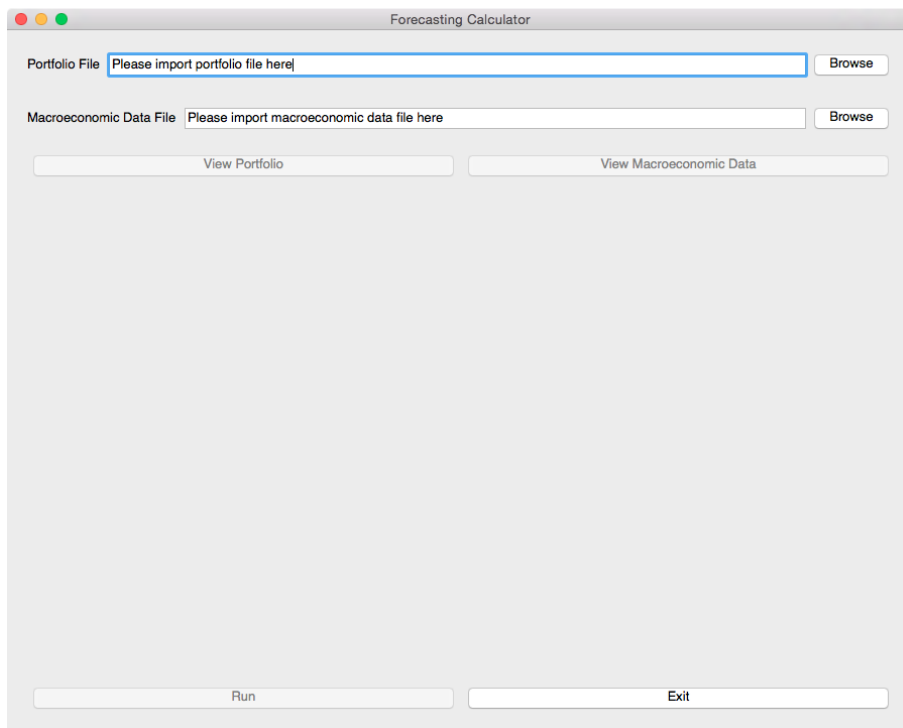 Forecasting Calculator
Portfolio File Please import portfolio file here Browse
Macroeconomic Data File Please import macroeconomic data file here Browse
View Portfolio View Macroeconomic Data
Run Exit